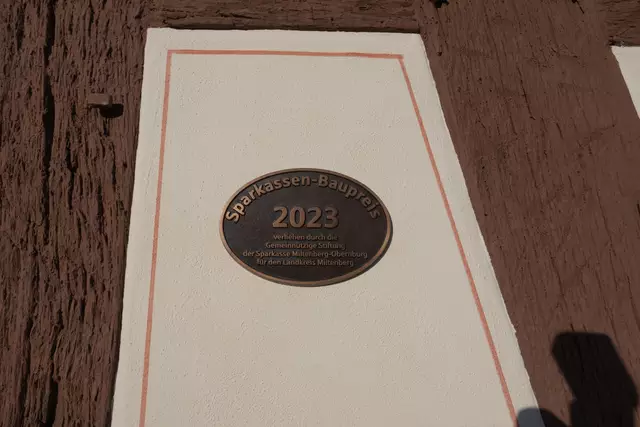 Sparkassen-Baupreis
2023
verliehen durch die
Gemeinnützige Stiftung
der Sparkasse Miltenberg-Obernburg
für den Landkreis Miltenberg